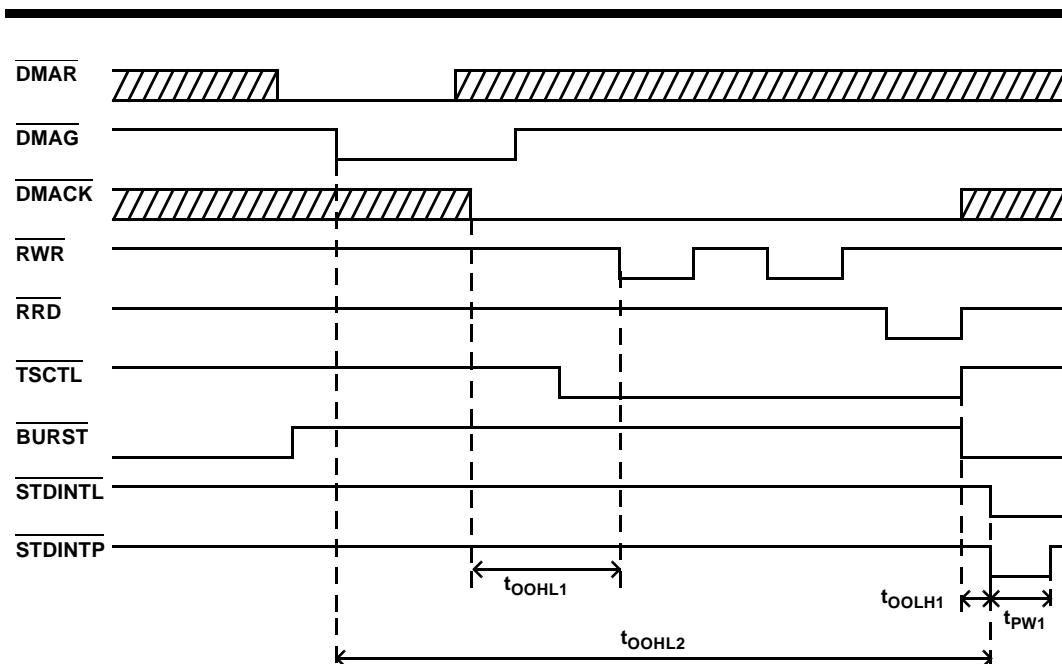 DMAR
DMAG
DMACK
RWR
RRD
TSCTL
BURST
STDINTL
STDINTP
tOOHL1
tOOLH1
tPW1
tOOHL2